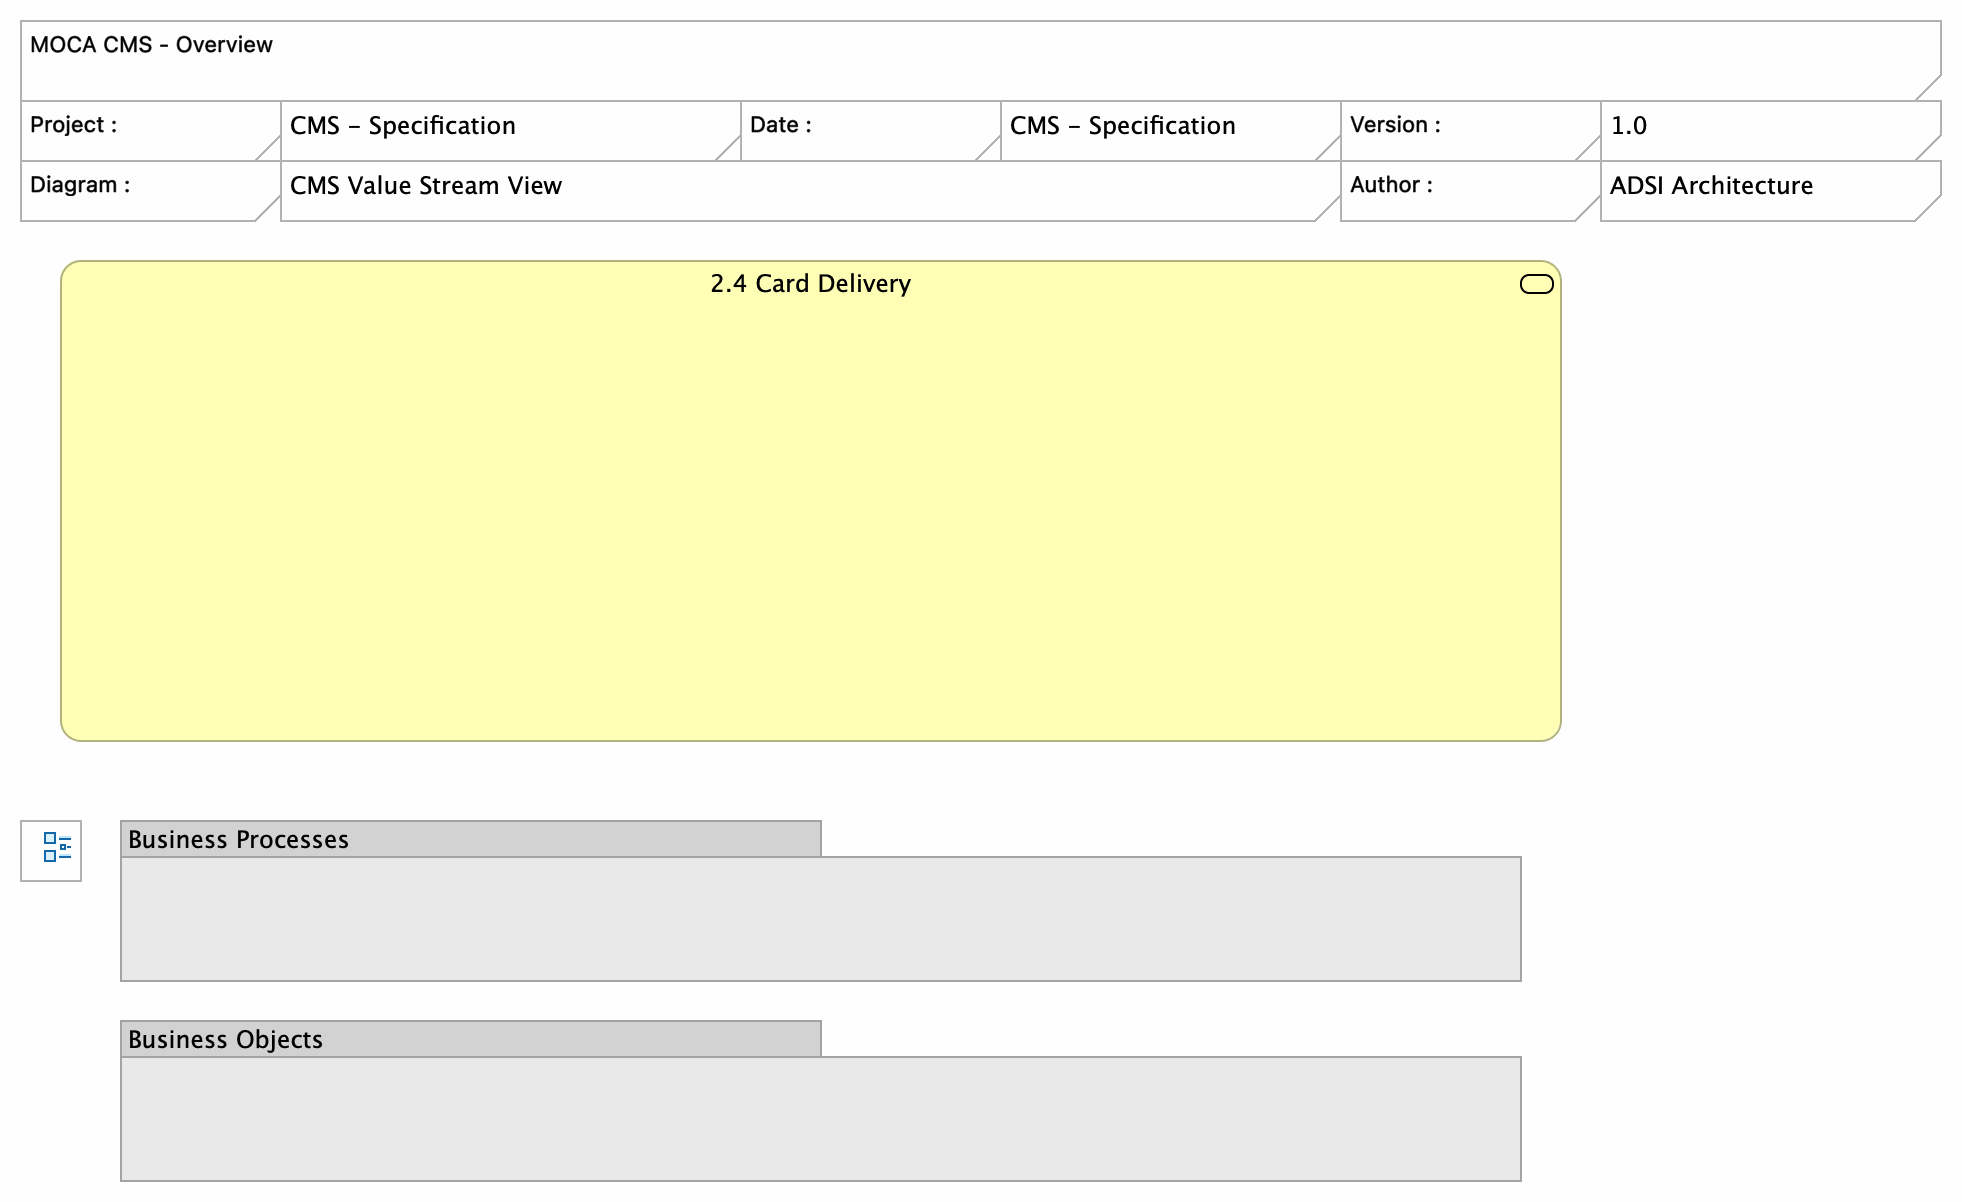 MOCA CMS - Overview
Project :
CMS – Specification
Date :
CMS – Specification
Version :
1.0
Diagram :
CMS Value Stream View
Author :
ADSI Architecture
2.4 Card Delivery
Business Processes
Business Objects